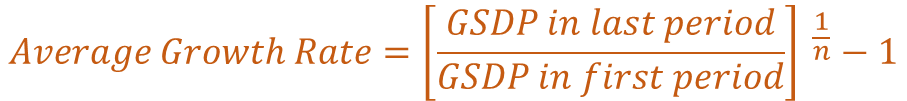 Average Growth Rate = [GSDP in last period / GSDP in first period]^(1/n) − 1